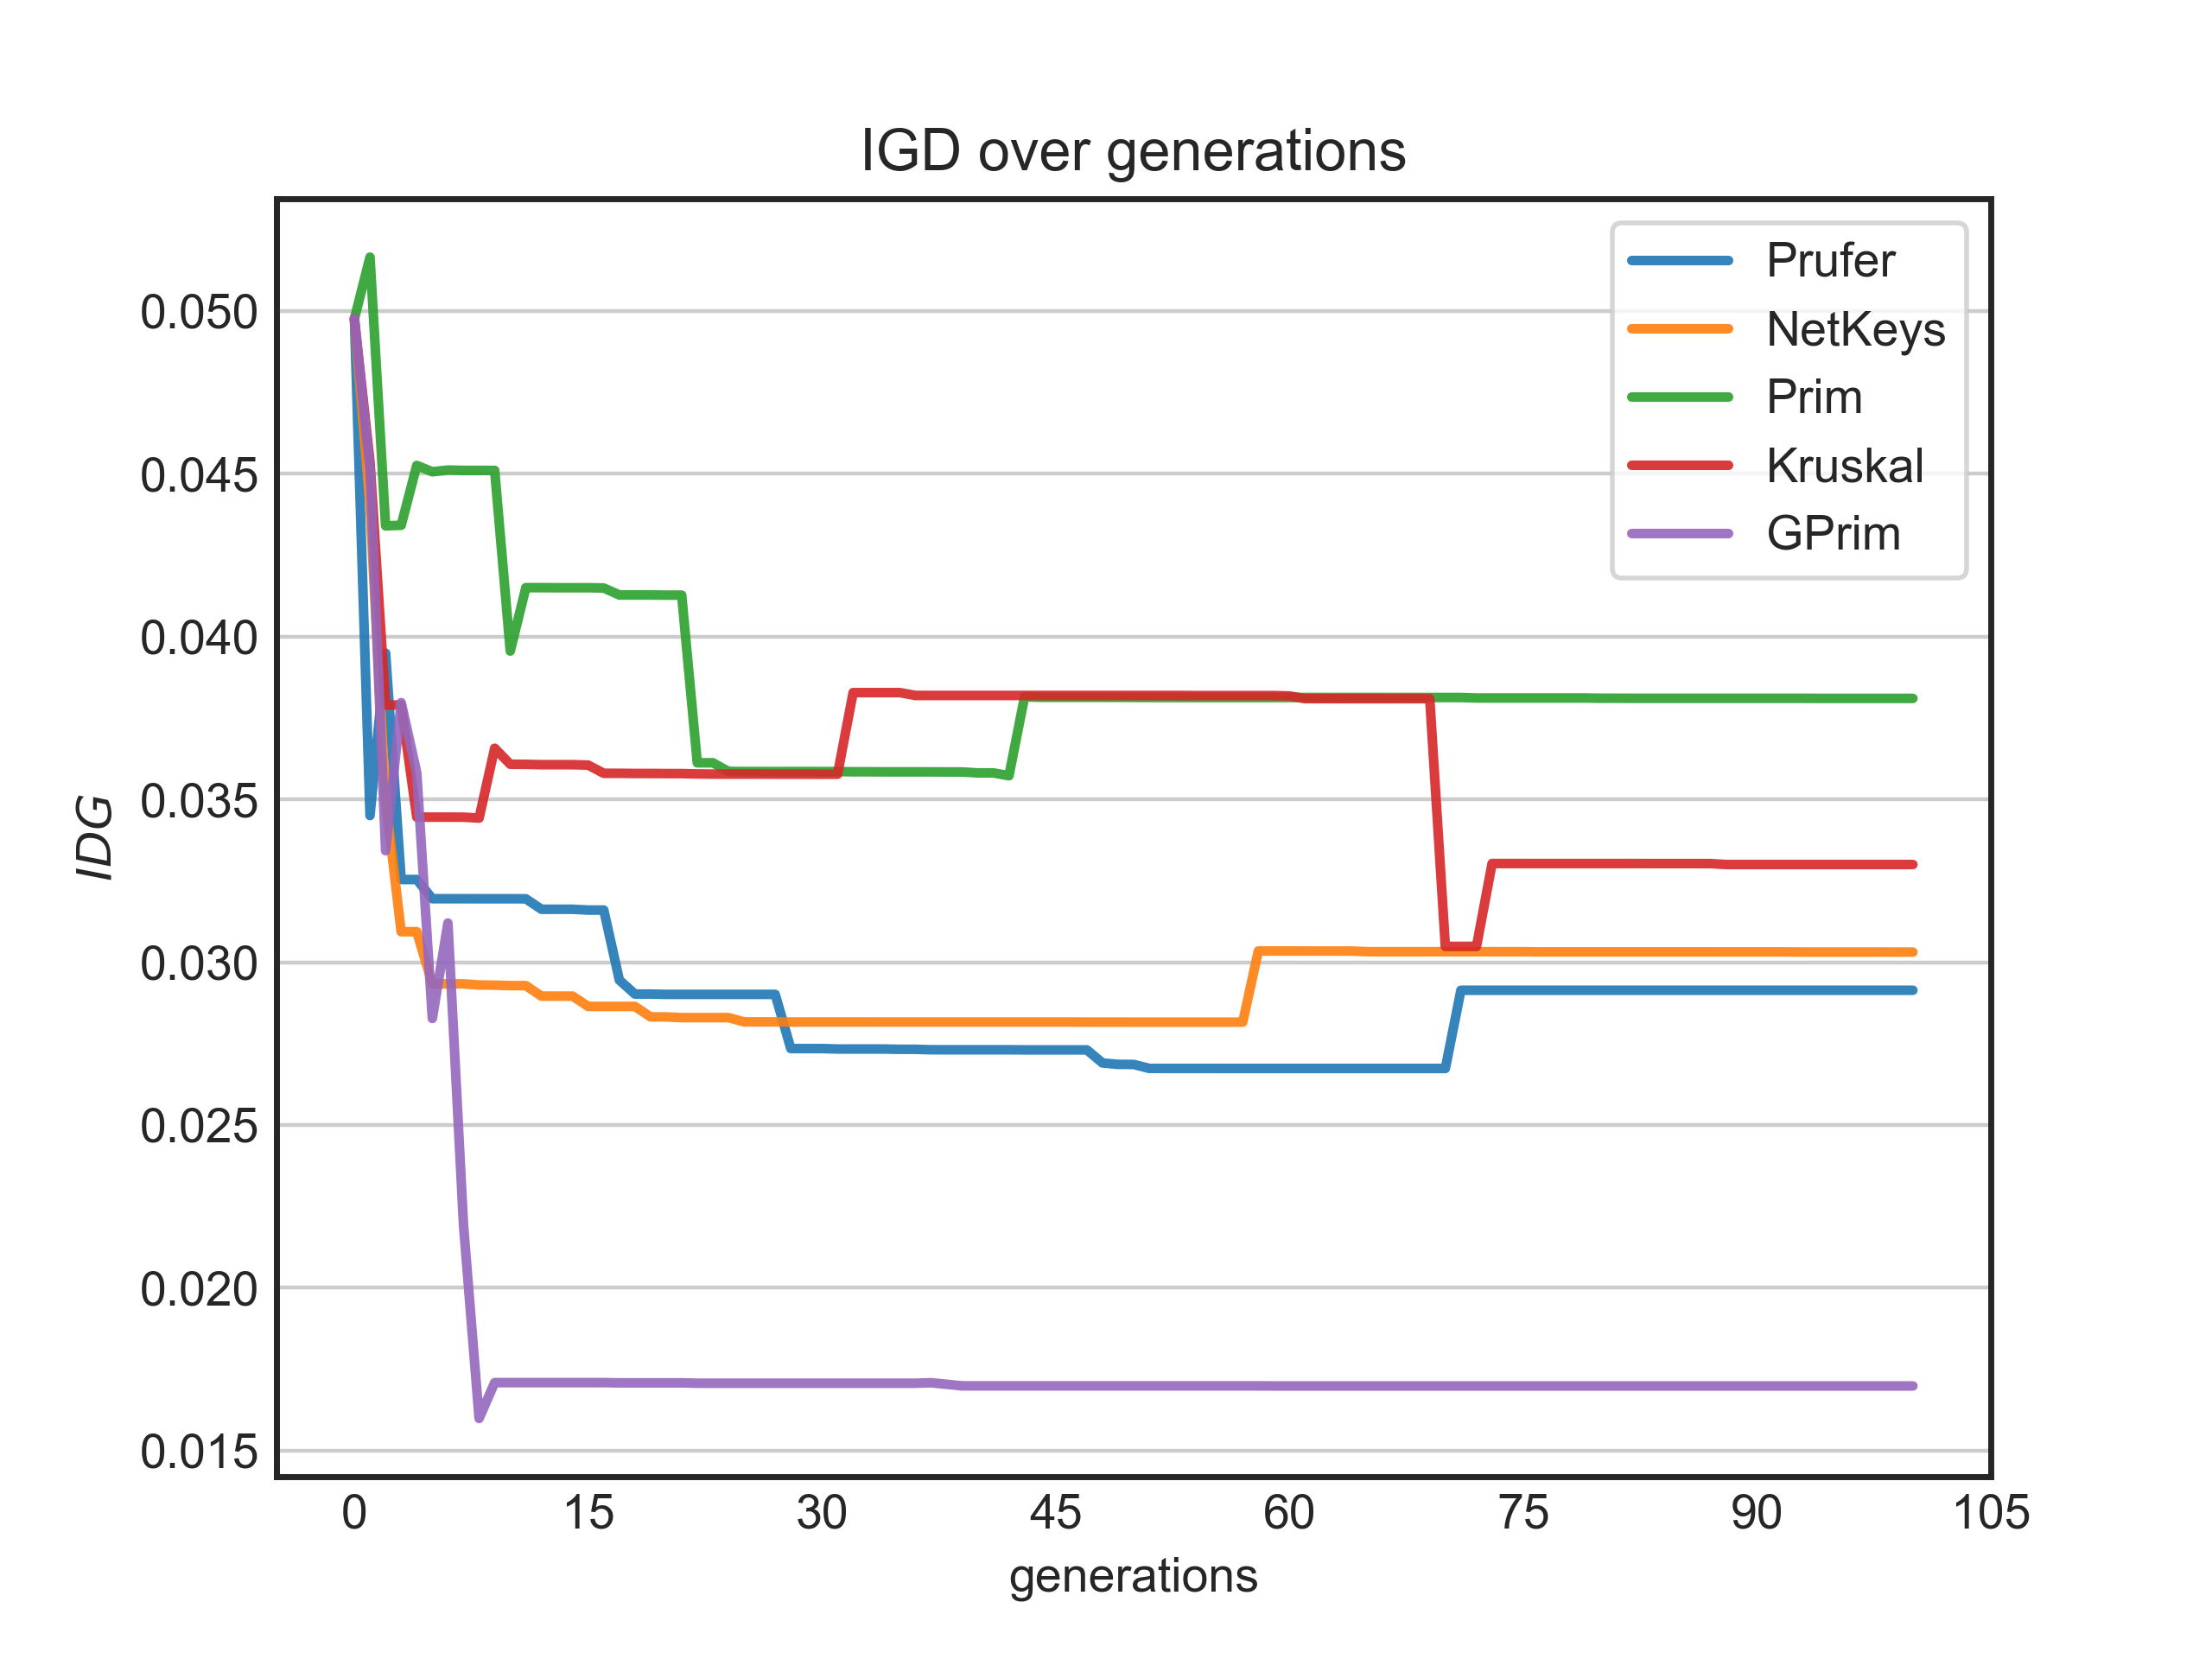 IGD over generations
IDG
0.050
0.045
0.040
0.035
0.030
0.025
0.020
0.015
0 15 30 45 60 75 90 105
generations
Prufer
NetKeys
Prim
Kruskal
GPrim